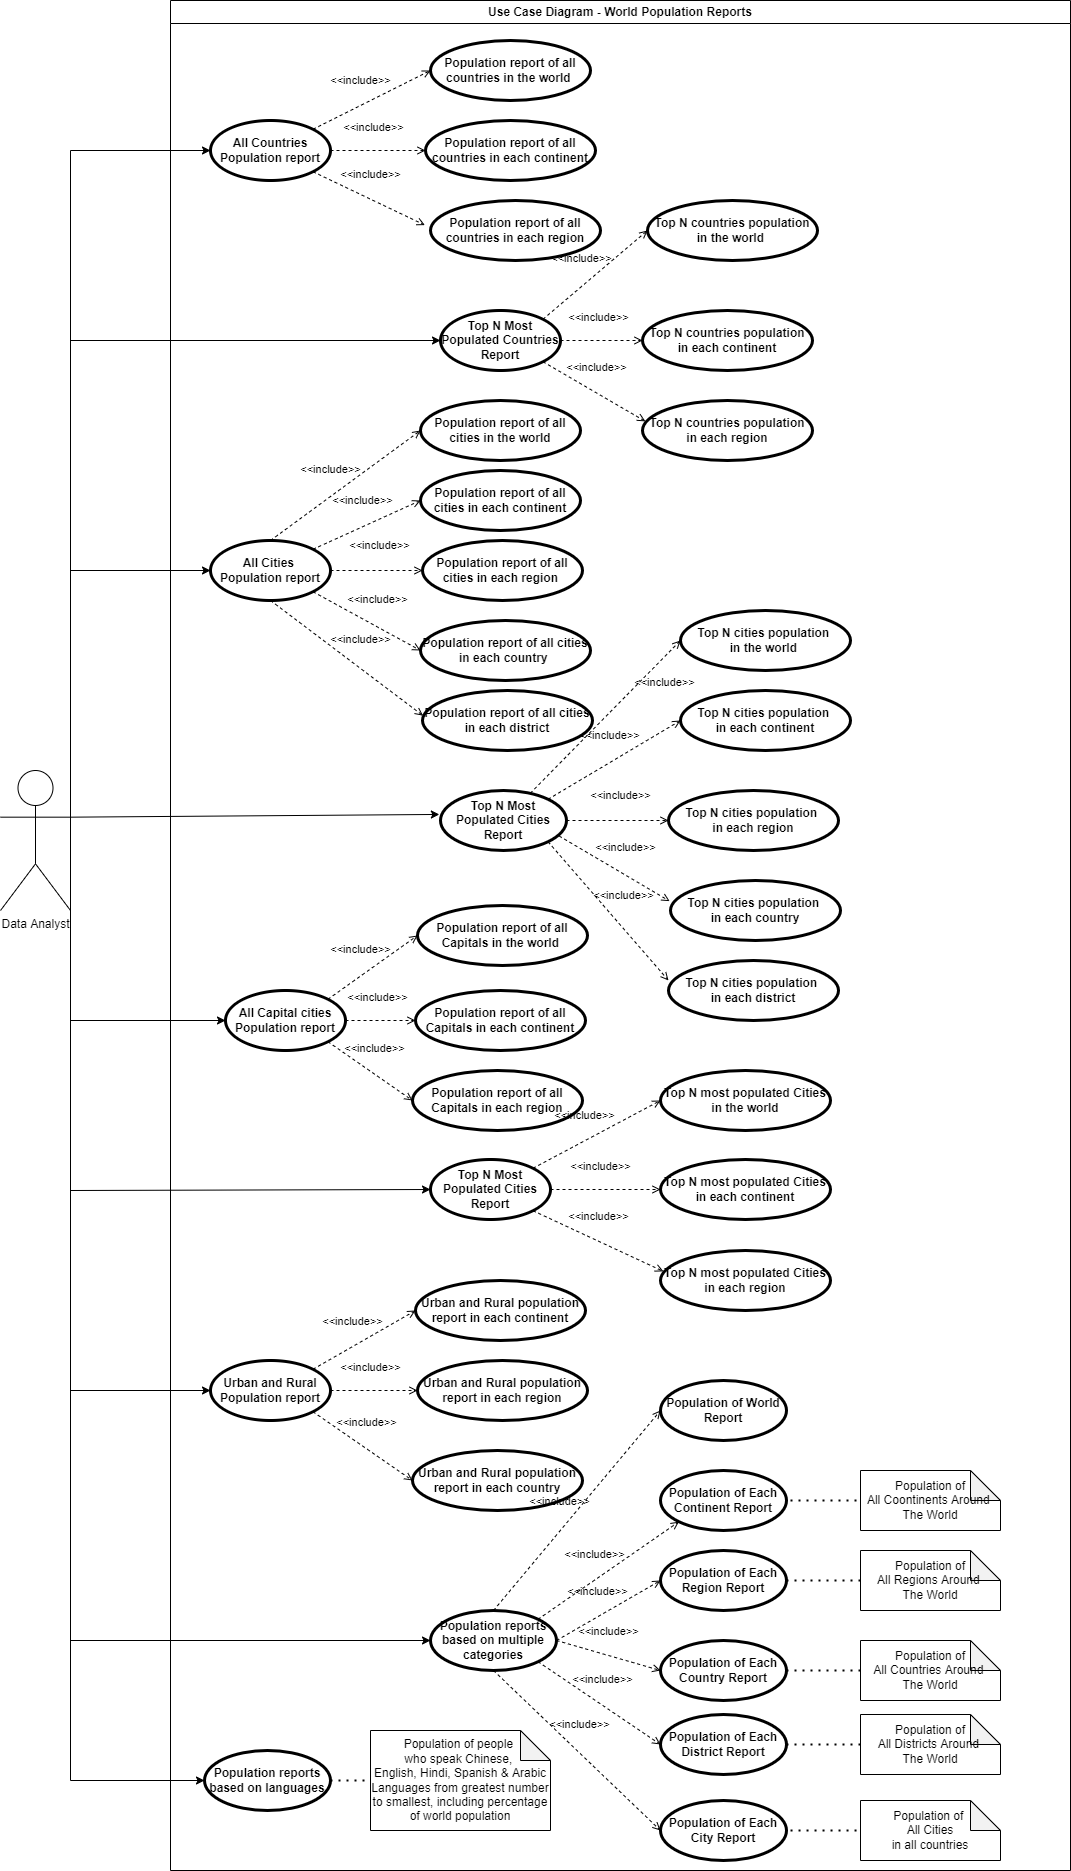 Use Case Diagram - World Population Reports
Population report of all
countries in the world
<<include>>
All Countries
Population report
<<include>>
Population report of all
countries in each continent
<<include>>
Population report of all
countries in each region
Top N countries population
in the world
<<include>>
Top N Most
Populated Countries
Report
<<include>>
Top N countries population
in each continent
<<include>>
Top N countries population
in each region
Population report of all
cities in the world
<<include>>
Population report of all
cities in each continent
<<include>>
All Cities
Population report
<<include>>
Population report of all
cities in each region
<<include>>
Population report of all cities
in each country
<<include>>
Population report of all cities
in each district
Top N cities population
in the world
<<include>>
Top N cities population
in each continent
<<include>>
Data Analyst
Top N Most
Populated Cities
Report
<<include>>
Top N cities population
in each region
<<include>>
Top N cities population
in each country
<<include>>
Top N cities population
in each district
Population report of all
Capitals in the world
<<include>>
All Capital cities
Population report
<<include>>
Population report of all
Capitals in each continent
<<include>>
Population report of all
Capitals in each region
<<include>>
Top N most populated Cities
in the world
Top N Most
Populated Cities
Report
<<include>>
Top N most populated Cities
in each continent
<<include>>
Top N most populated Cities
in each region
Urban and Rural population
report in each continent
<<include>>
Urban and Rural
Population report
<<include>>
Urban and Rural population
report in each region
<<include>>
Urban and Rural population
report in each country
Population of World
Report
<<include>>
Population of Each
Continent Report
Population of
All Coontinents Around
The World
<<include>>
Population of Each
Region Report
Population of
All Regions Around
The World
<<include>>
Population reports
based on multiple
categories
<<include>>
Population of Each
Country Report
Population of
All Countries Around
The World
<<include>>
Population of Each
District Report
Population of
All Districts Around
The World
<<include>>
Population of Each
City Report
Population of
All Cities
in all countries
Population reports
based on languages
Population of people
who speak Chinese,
English, Hindi, Spanish & Arabic
Languages from greatest number
to smallest, including percentage
of world population